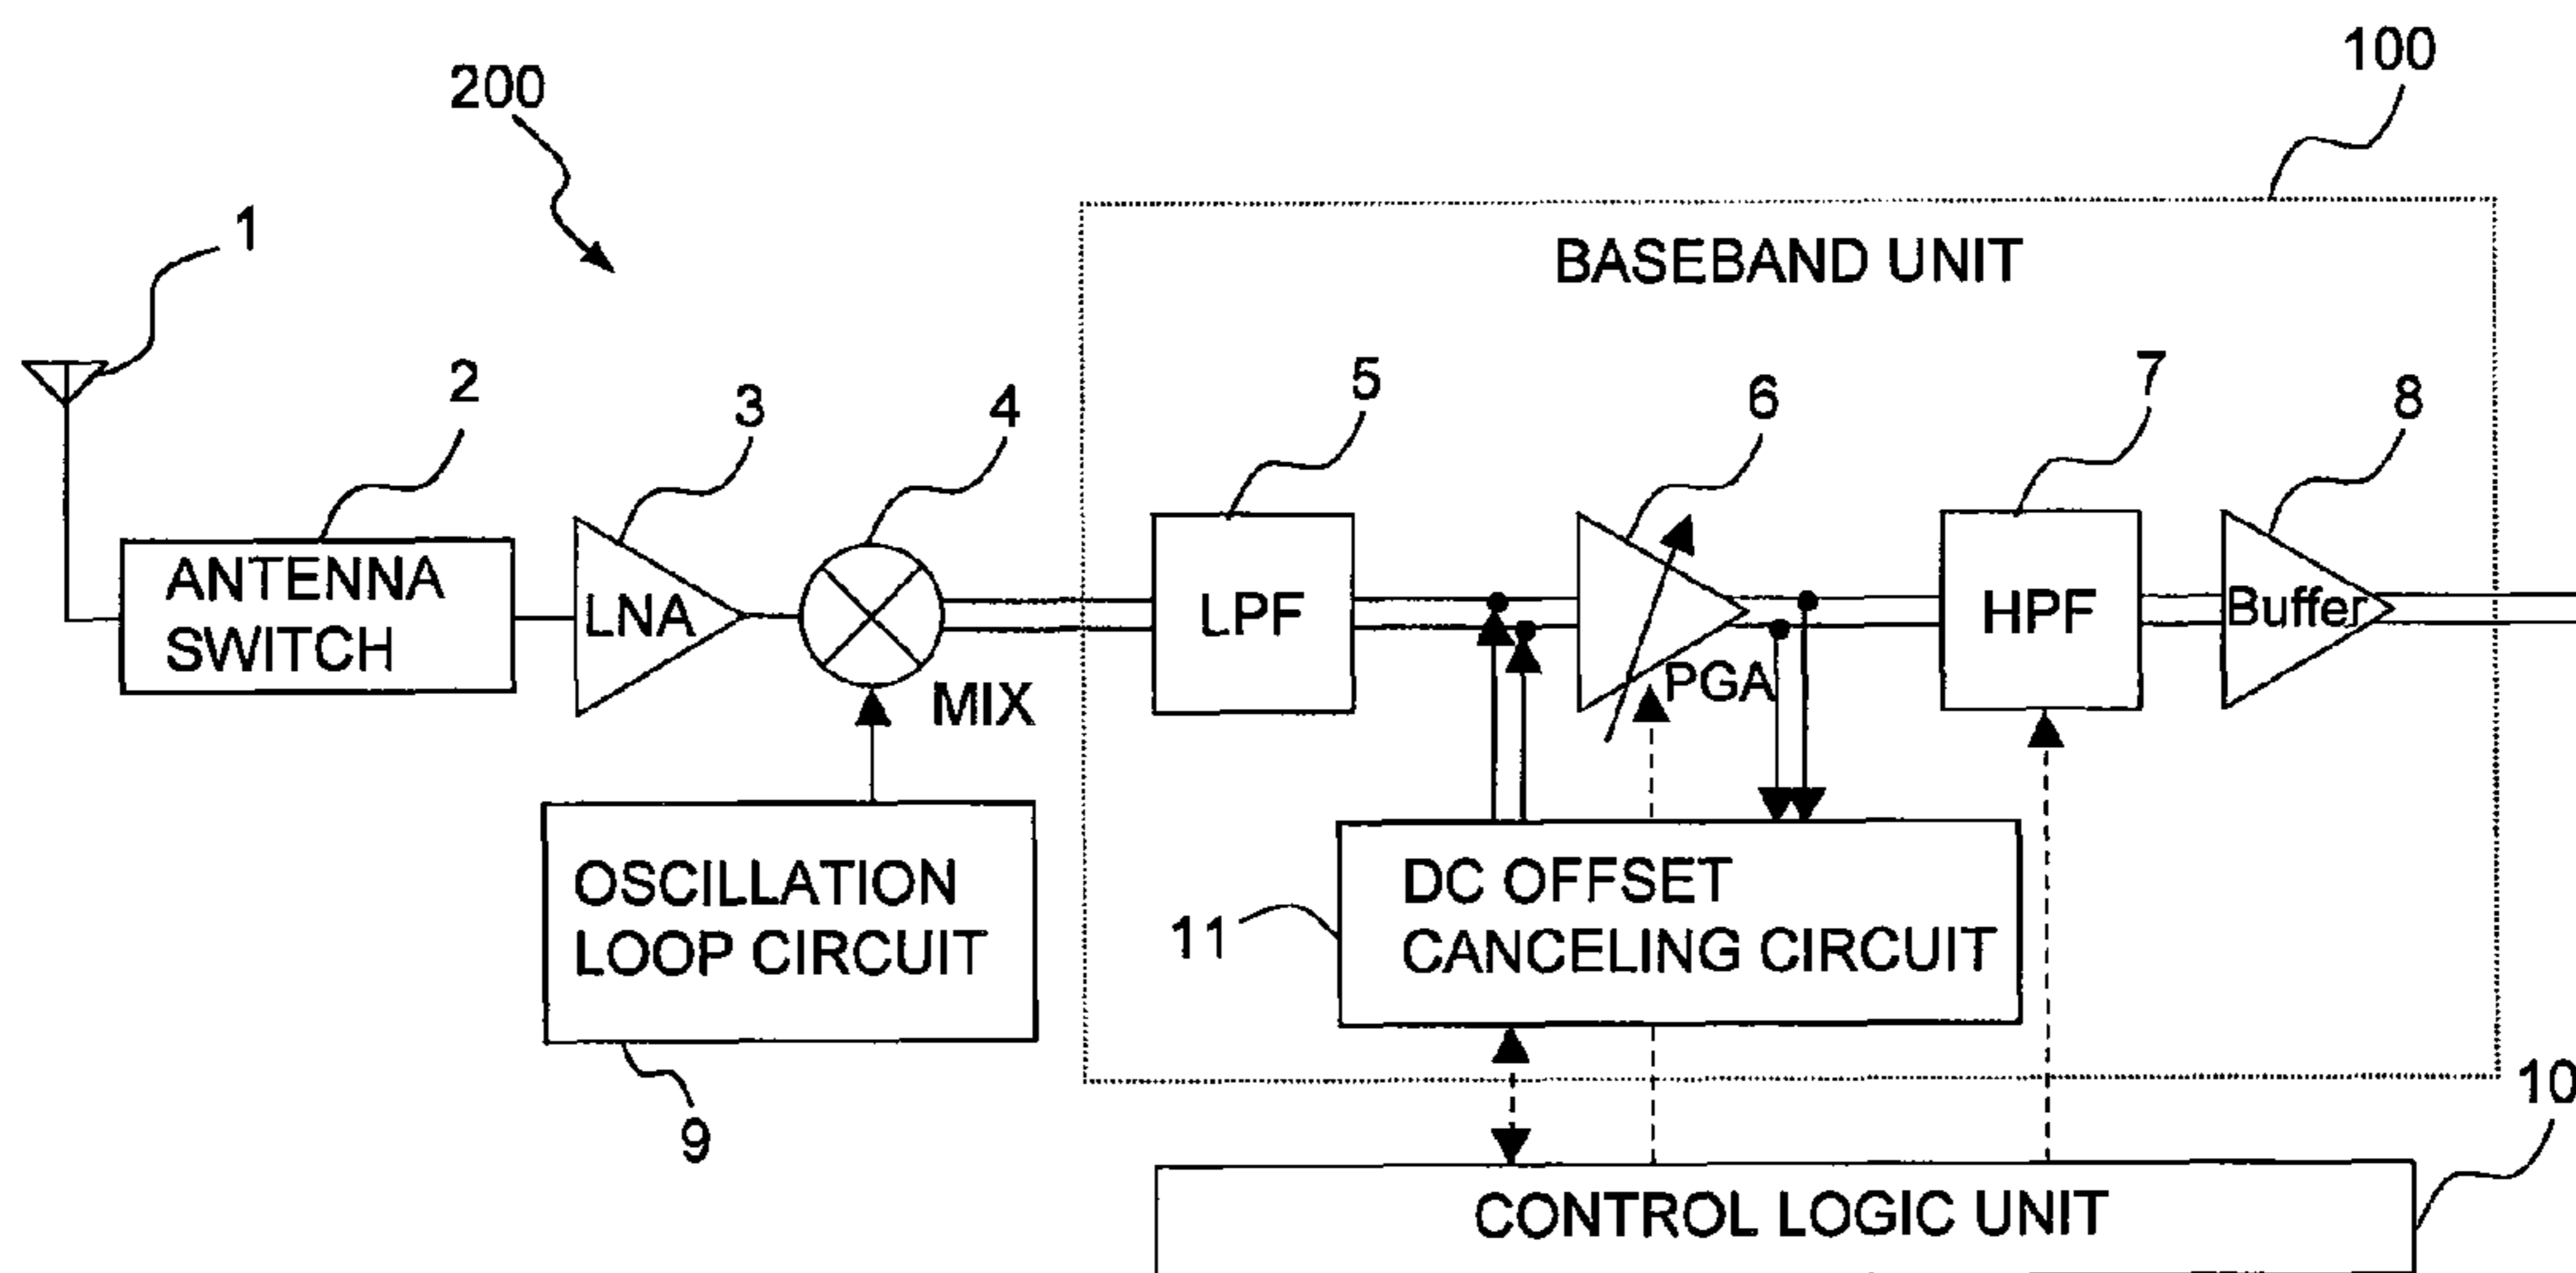 100
200
BASEBAND UNIT
1
2
3
4
5
6
7
8
ANTENNA
SWITCH
LNA
MIX
LPF
PGA
HPF
Buffer
OSCILLATION
LOOP CIRCUIT
9
11
DC OFFSET
CANCELING CIRCUIT
10
CONTROL LOGIC UNIT